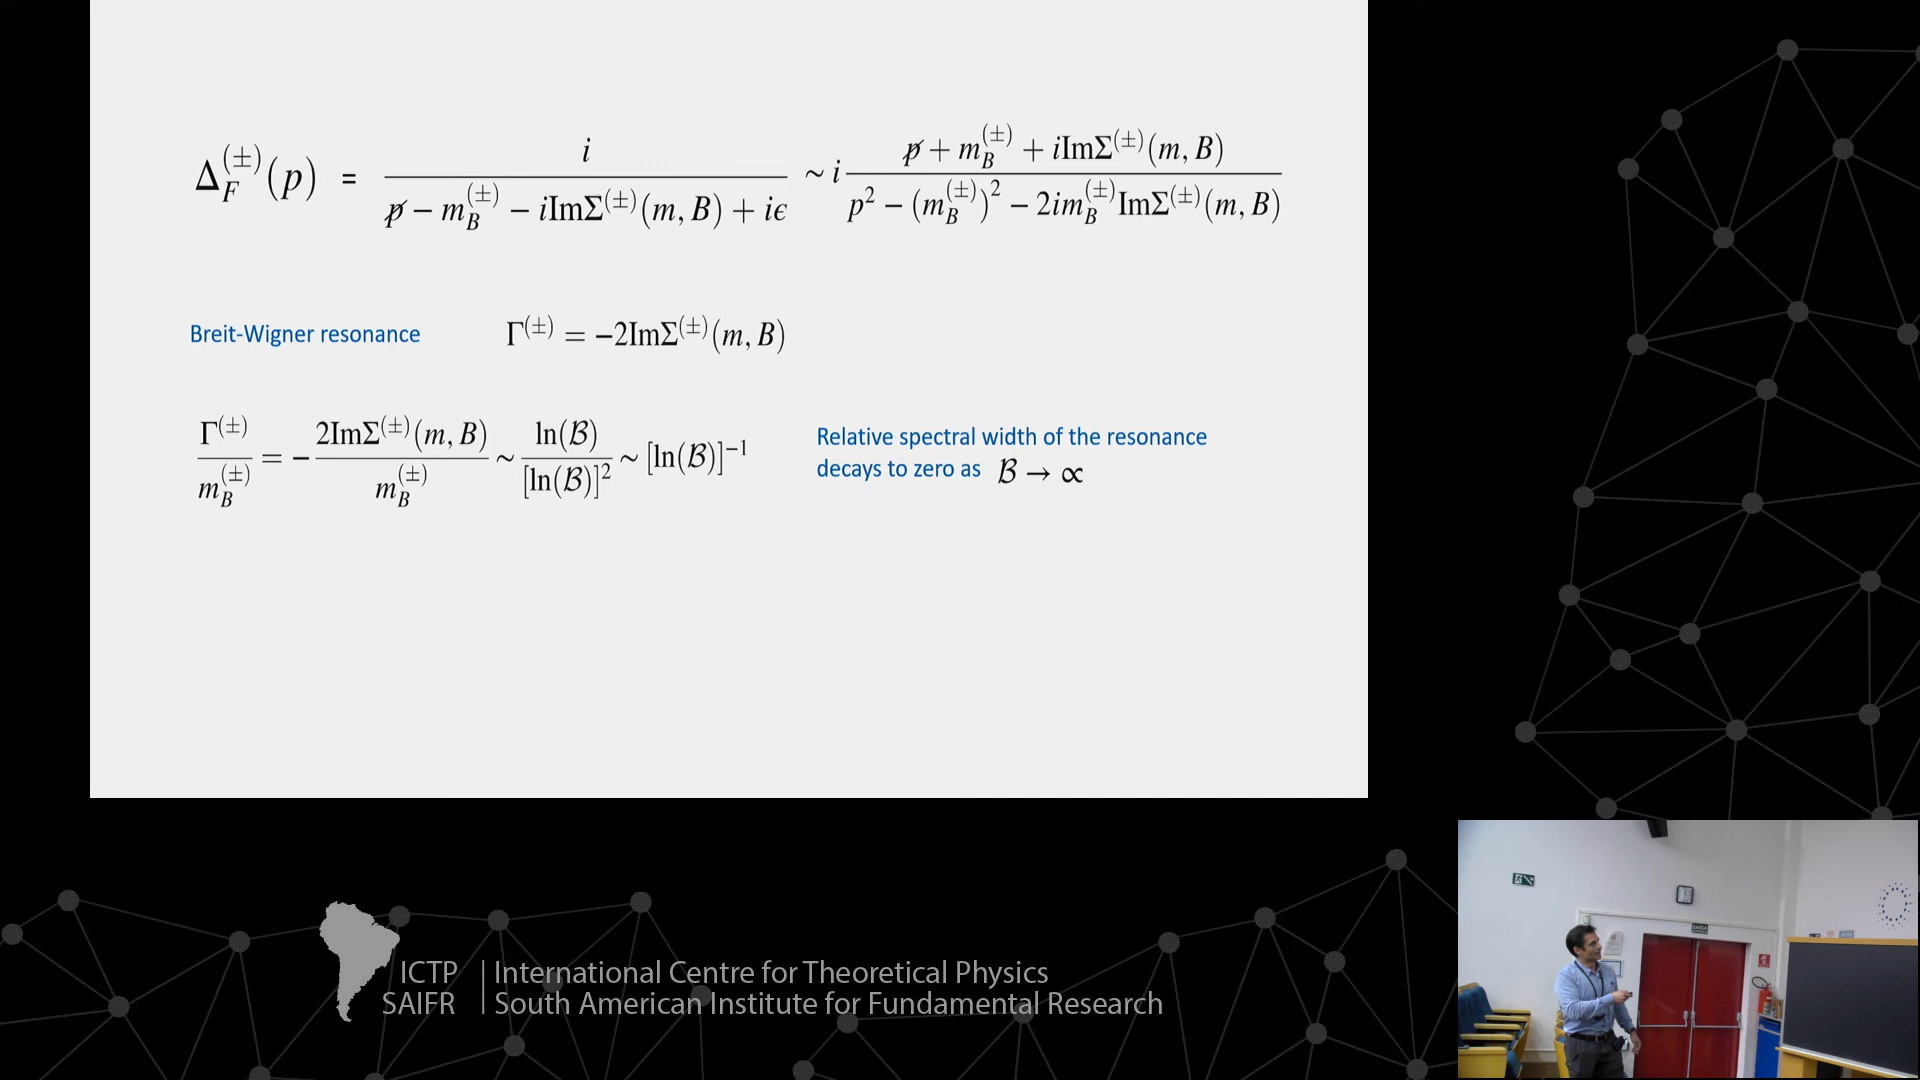 Δ_F^(±)(p) = i / (p̸ − m_B^(±) − iImΣ^(±)(m, B) + iϵ) ∼ i (p̸ + m_B^(±) + iImΣ^(±)(m, B)) / (p² − (m_B^(±))² − 2im_B^(±)ImΣ^(±)(m, B))
Breit-Wigner resonance Γ^(±) = −2ImΣ^(±)(m, B)
Γ^(±) / m_B^(±) = − 2ImΣ^(±)(m, B) / m_B^(±) ∼ ln(ℬ) / [ln(ℬ)]² ∼ [ln(ℬ)]⁻¹
Relative spectral width of the resonance
decays to zero as ℬ → ∝
ICTP | International Centre for Theoretical Physics
SAIFR | South American Institute for Fundamental Research